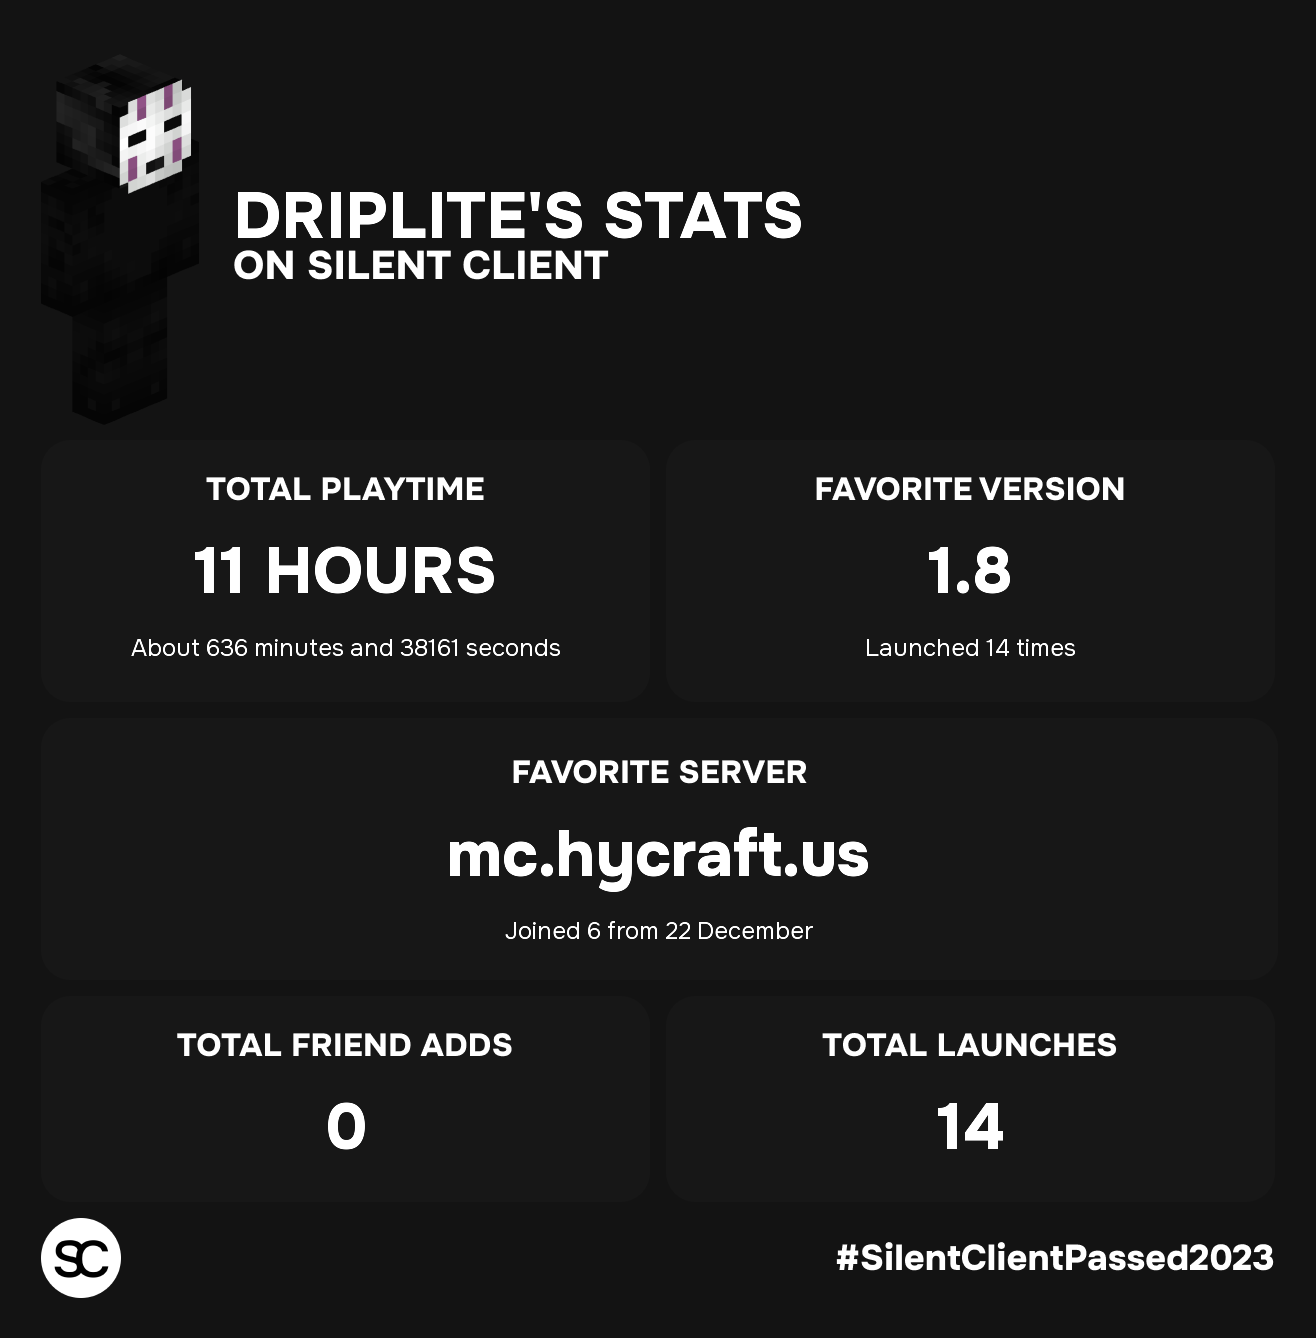 DRIPLITE'S STATS
ON SILENT CLIENT
TOTAL PLAYTIME
11 HOURS
About 636 minutes and 38161 seconds
FAVORITE VERSION
1.8
Launched 14 times
FAVORITE SERVER
mc.hycraft.us
Joined 6 from 22 December
TOTAL FRIEND ADDS
0
TOTAL LAUNCHES
14
SC
#SilentClientPassed2023